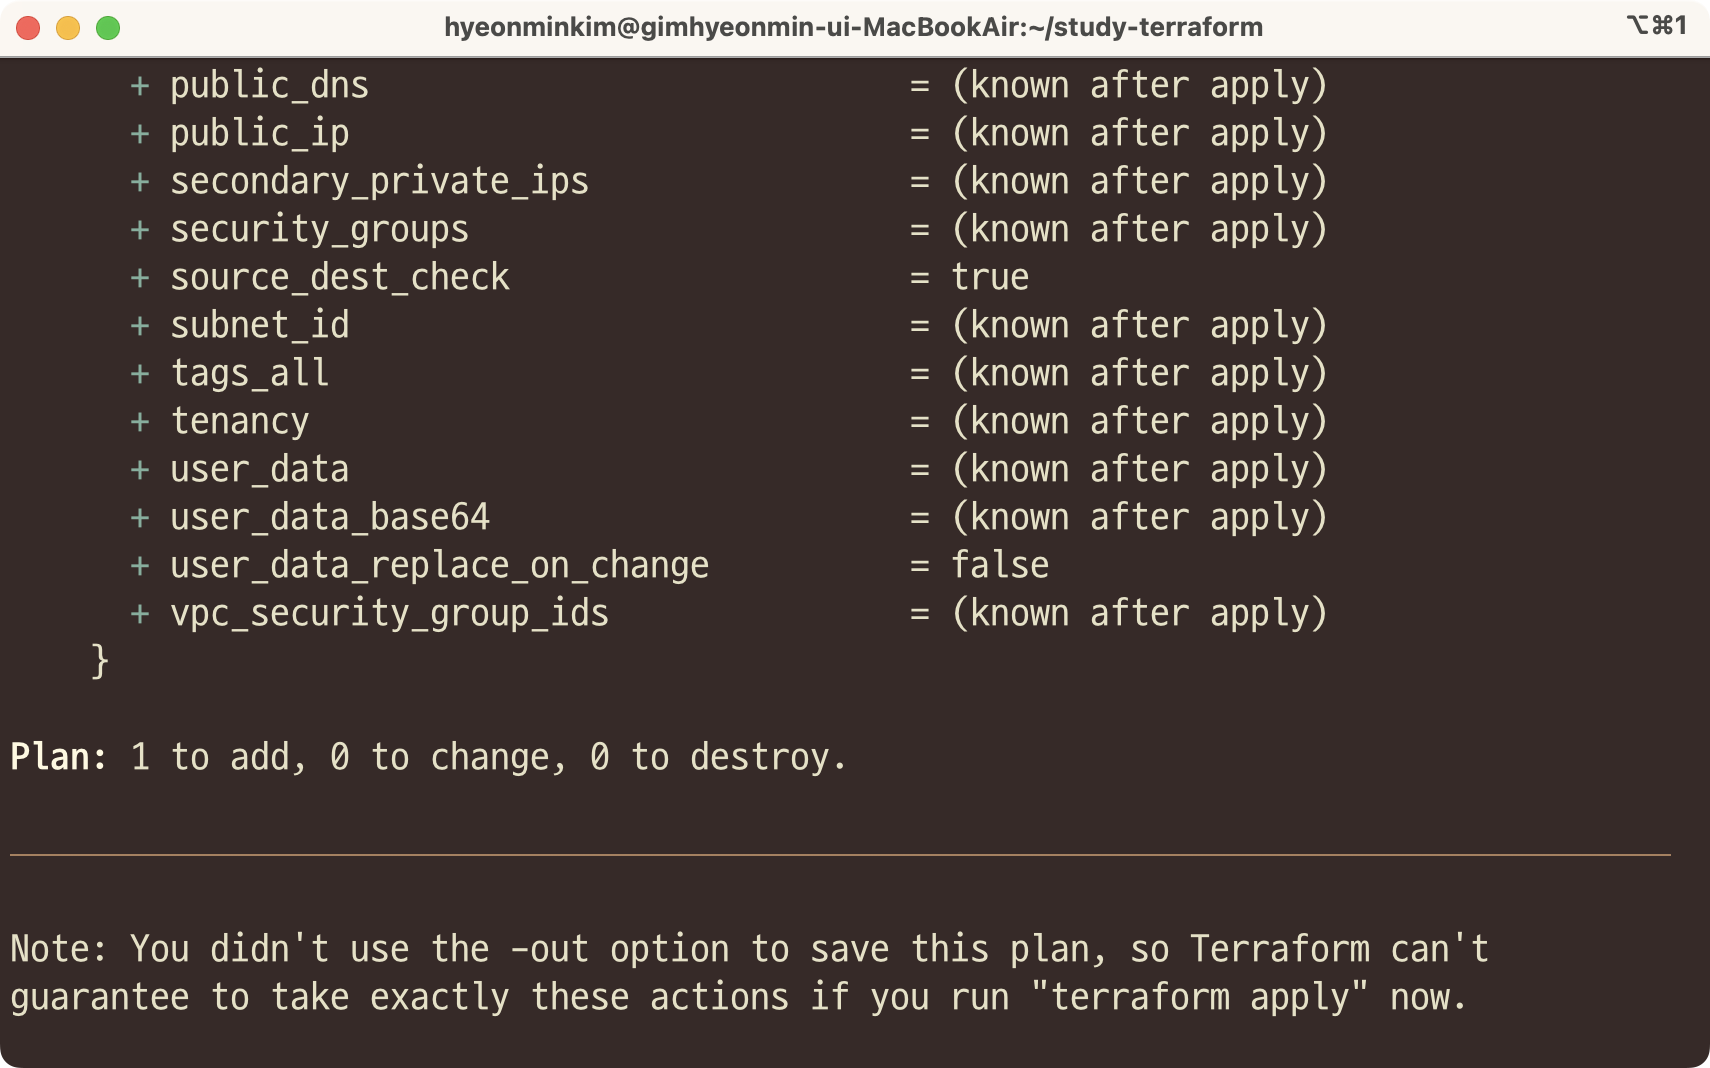 hyeonminkim@gimhyeonmin-ui-MacBookAir:~/study-terraform ⌥⌘1
+ public_dns = (known after apply)
+ public_ip = (known after apply)
+ secondary_private_ips = (known after apply)
+ security_groups = (known after apply)
+ source_dest_check = true
+ subnet_id = (known after apply)
+ tags_all = (known after apply)
+ tenancy = (known after apply)
+ user_data = (known after apply)
+ user_data_base64 = (known after apply)
+ user_data_replace_on_change = false
+ vpc_security_group_ids = (known after apply)
}
Plan: 1 to add, 0 to change, 0 to destroy.
Note: You didn't use the -out option to save this plan, so Terraform can't
guarantee to take exactly these actions if you run "terraform apply" now.